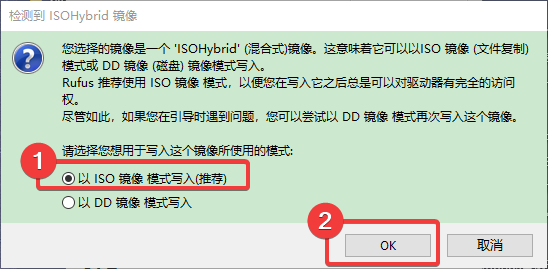 检测到 ISOHybrid 镜像
您选择的镜像是一个 'ISOHybrid' (混合式)镜像。这意味着它可以以ISO 镜像 (文件复制)
模式或 DD 镜像 (磁盘) 镜像模式写入。
Rufus 推荐使用 ISO 镜像 模式，以便您在写入它之后总是可以对驱动器有完全的访问
权。
尽管如此，如果您在引导时遇到问题，您可以尝试以 DD 镜像 模式再次写入这个镜像。
请选择您想用于写入这个镜像所使用的模式:
1
以 ISO 镜像 模式写入(推荐)
以 DD 镜像 模式写入
2
OK
取消